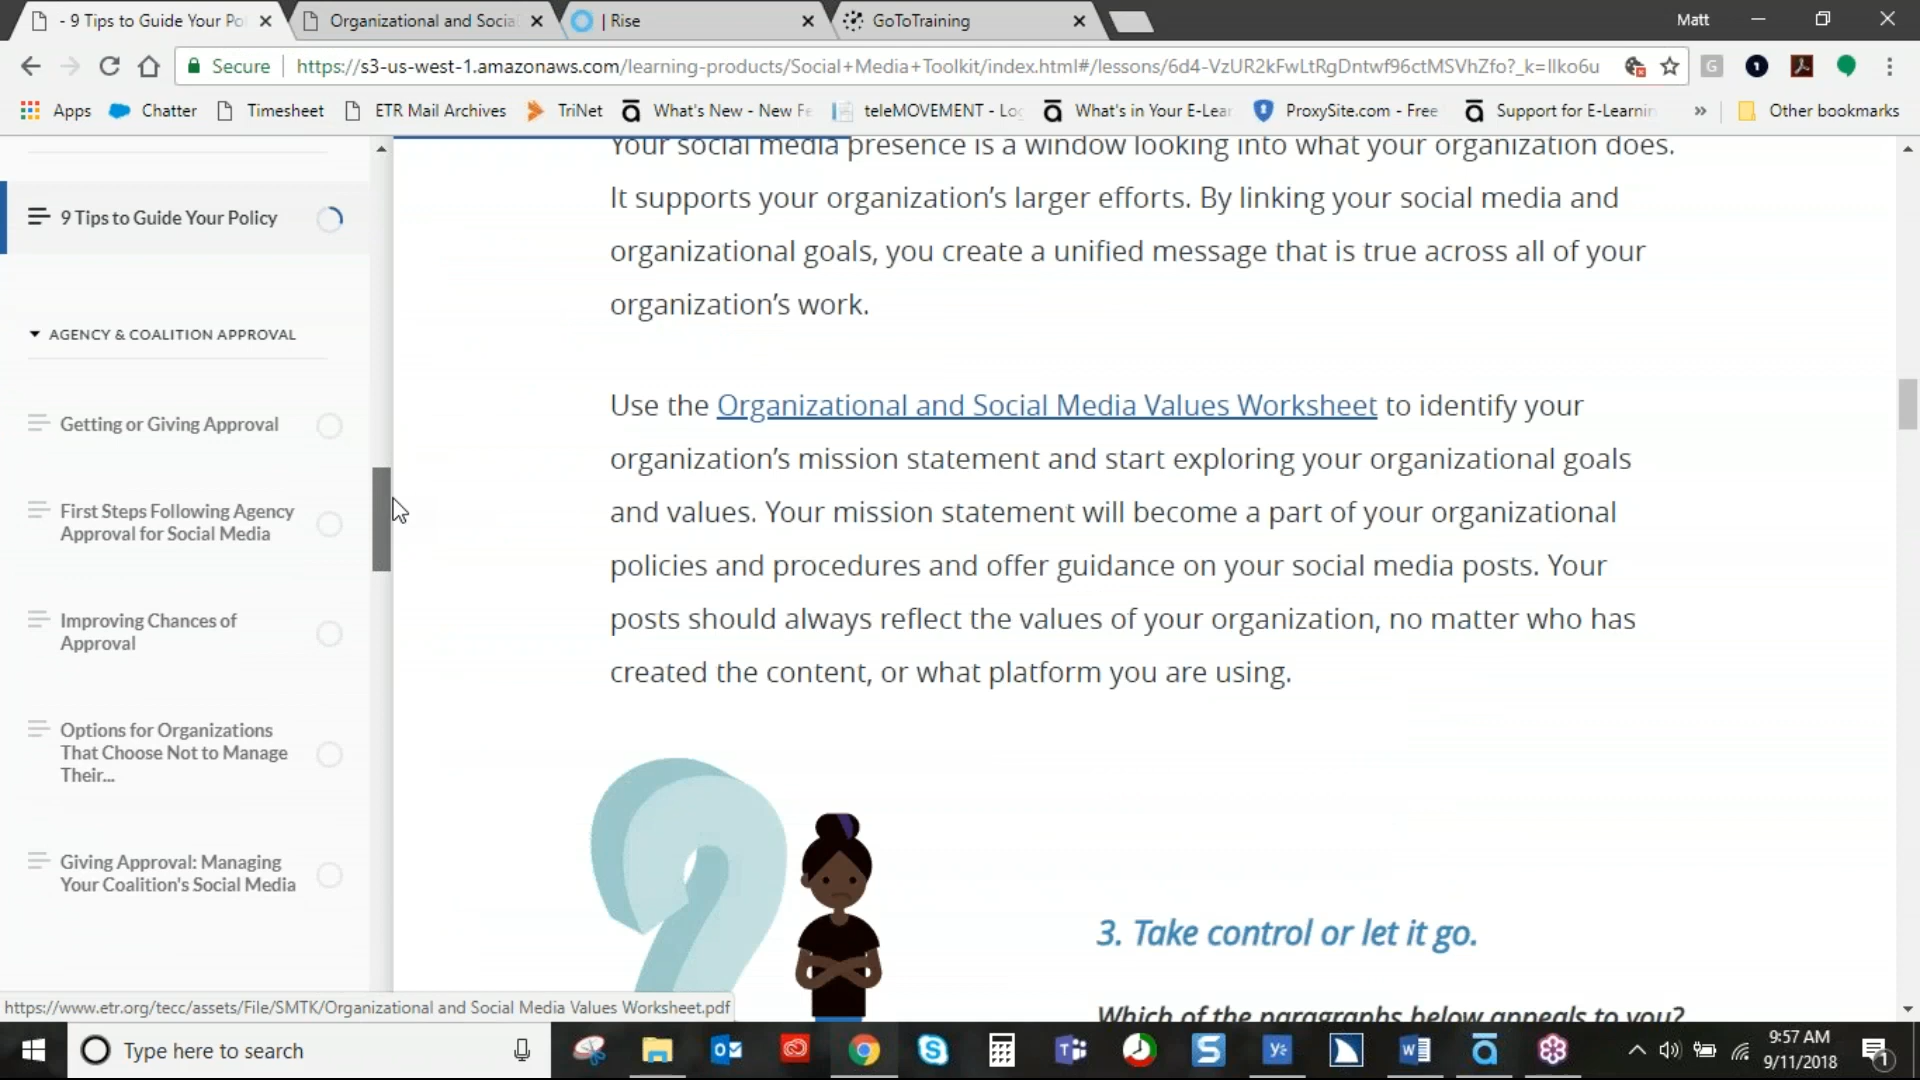 - 9 Tips to Guide Your Po
Organizational and Socia
| Rise
GoToTraining
Matt
Secure
https://s3-us-west-1.amazonaws.com/learning-products/Social+Media+Toolkit/index.html#/lessons/6d4-VzUR2kFwLtRgDntwf96ctMSVhZfo?_k=llko6u
Apps
Chatter
Timesheet
ETR Mail Archives
TriNet
What's New - New Fe
teleMOVEMENT - Log
What's in Your E-Lear
ProxySite.com - Free
Support for E-Learnin
»
Other bookmarks
9 Tips to Guide Your Policy
AGENCY & COALITION APPROVAL
Getting or Giving Approval
First Steps Following Agency
Approval for Social Media
Improving Chances of
Approval
Options for Organizations
That Choose Not to Manage
Their...
Giving Approval: Managing
Your Coalition's Social Media
Your social media presence is a window looking into what your organization does.
It supports your organization’s larger efforts. By linking your social media and
organizational goals, you create a unified message that is true across all of your
organization’s work.
Use the Organizational and Social Media Values Worksheet to identify your
organization’s mission statement and start exploring your organizational goals
and values. Your mission statement will become a part of your organizational
policies and procedures and offer guidance on your social media posts. Your
posts should always reflect the values of your organization, no matter who has
created the content, or what platform you are using.
3. Take control or let it go.
Which of the paragraphs below appeals to you?
https://www.etr.org/tecc/assets/File/SMTK/Organizational and Social Media Values Worksheet.pdf
Type here to search
9:57 AM
9/11/2018
1